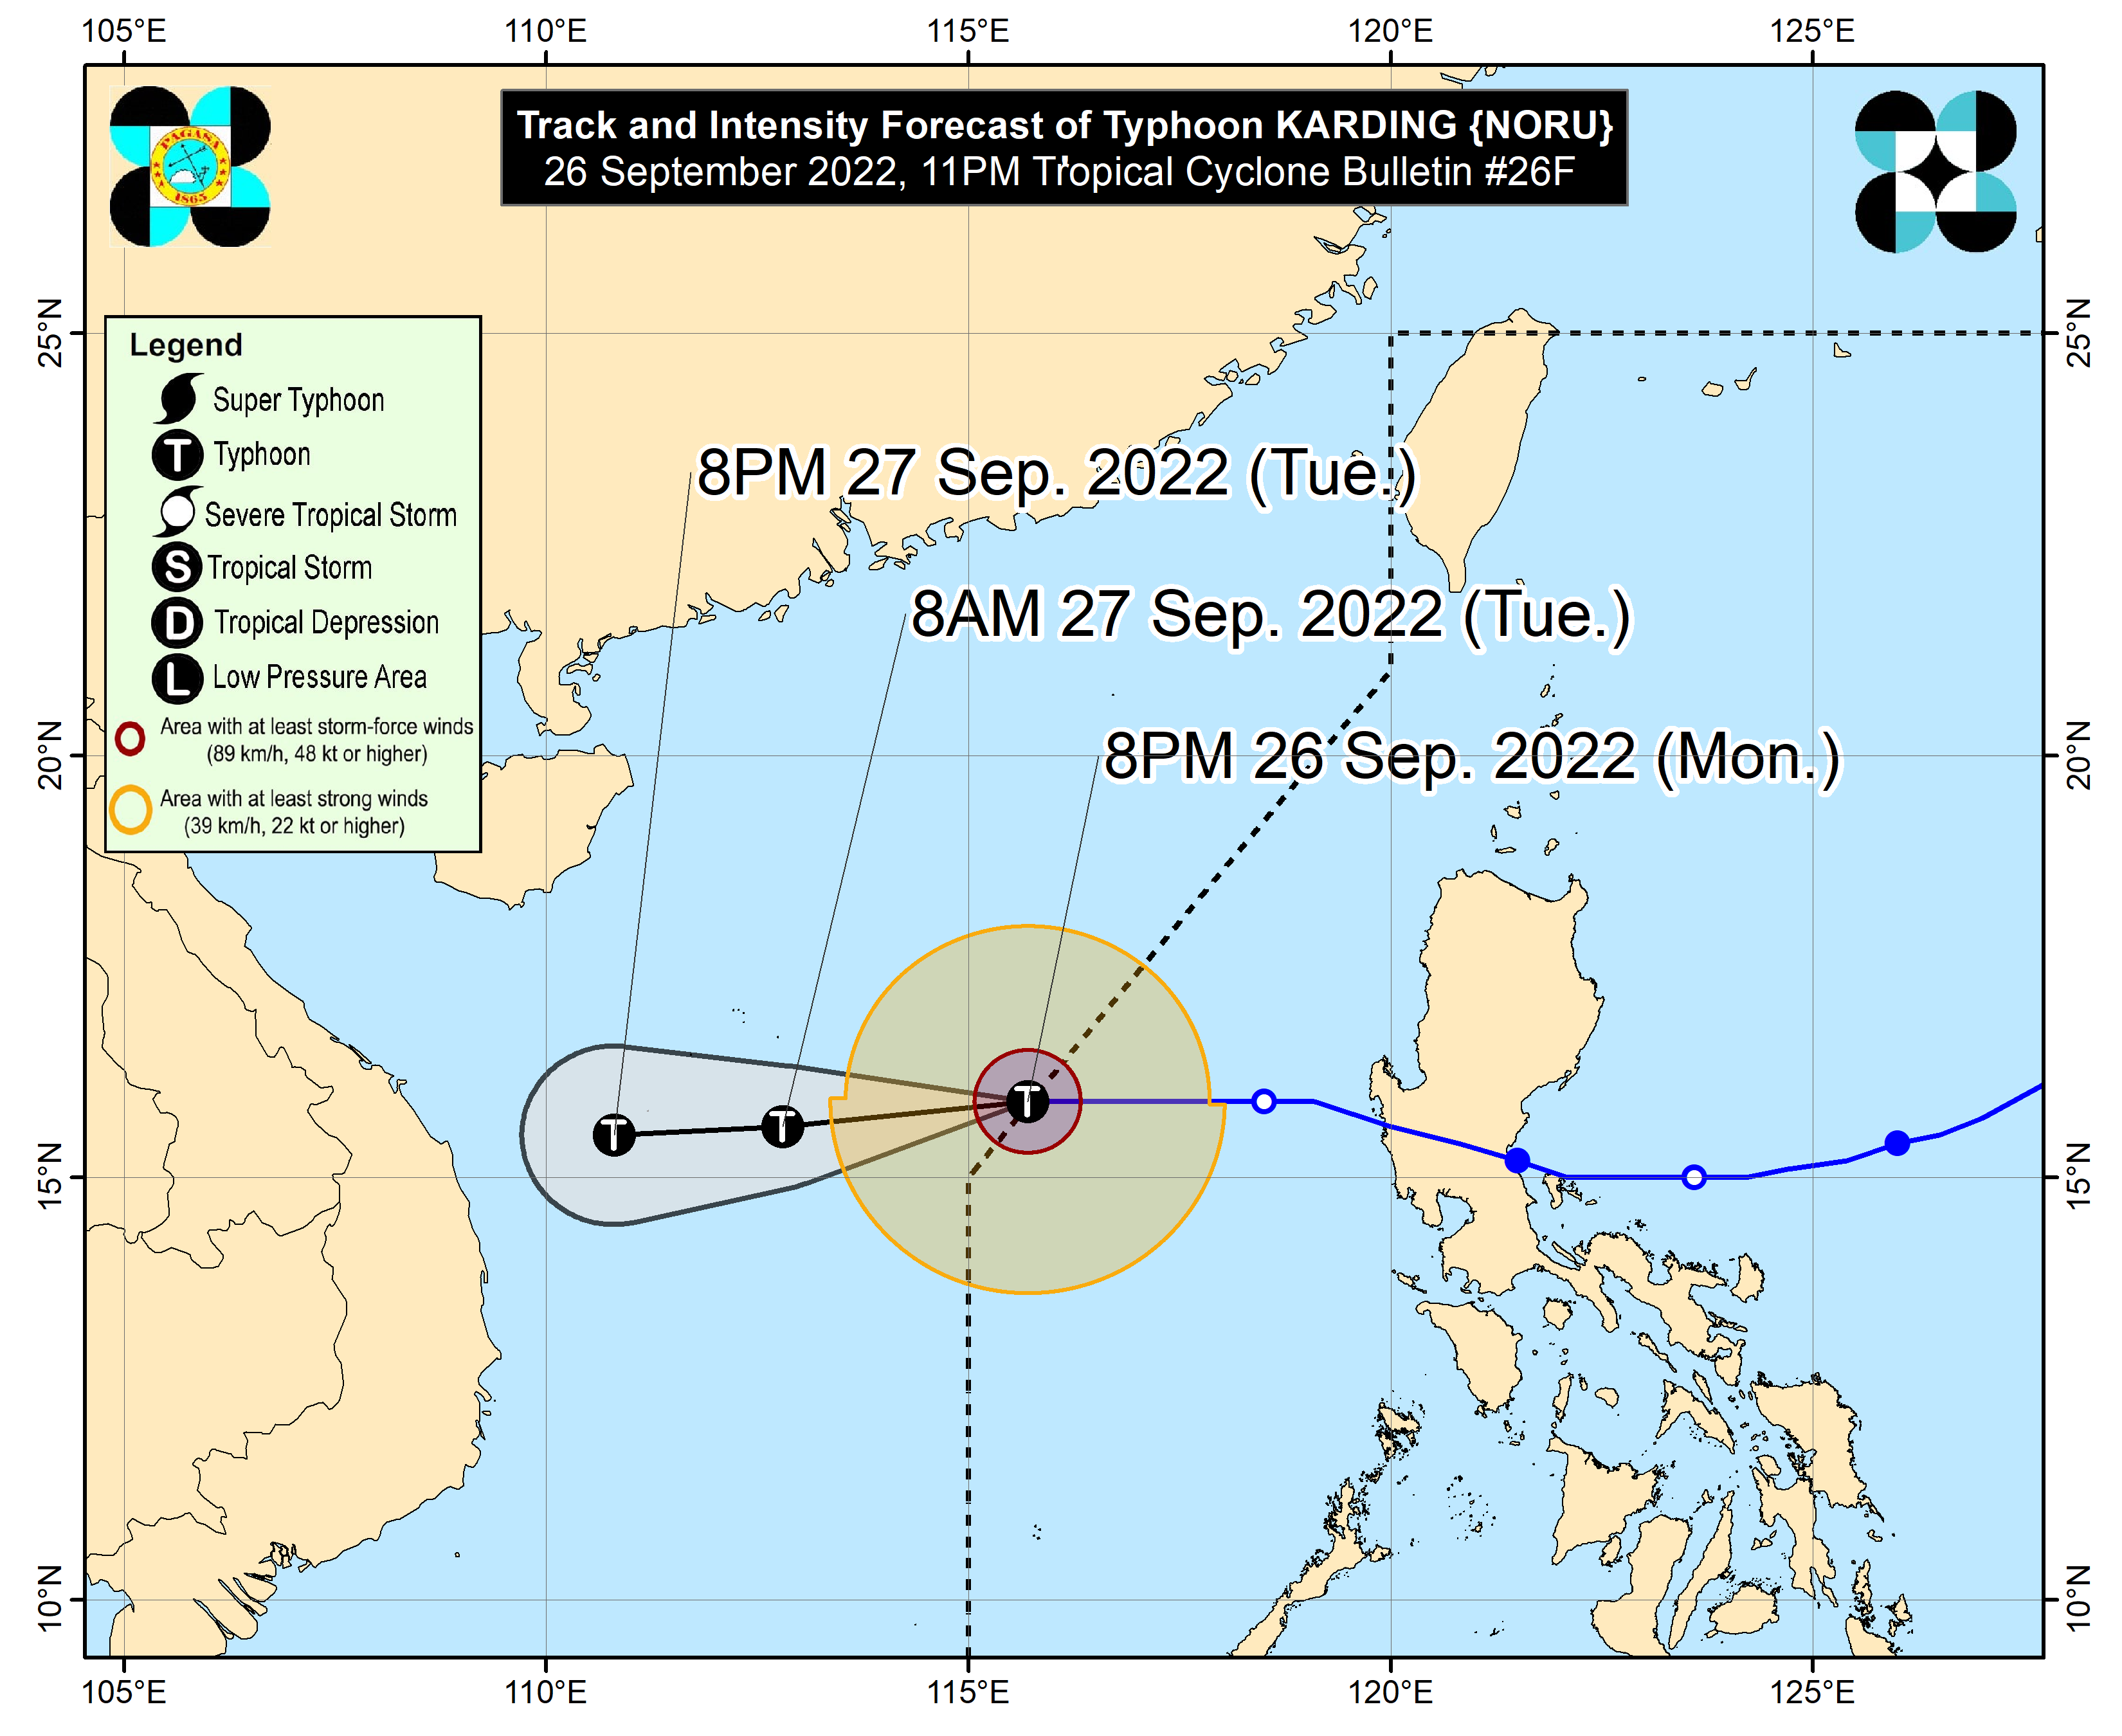 105°E 110°E 115°E 120°E 125°E
Track and Intensity Forecast of Typhoon KARDING {NORU}
26 September 2022, 11PM Tropical Cyclone Bulletin #26F
PAGASA
1865
25°N 25°N
Legend
Super Typhoon
T Typhoon
Severe Tropical Storm
S Tropical Storm
D Tropical Depression
L Low Pressure Area
Area with at least storm-force winds
(89 km/h, 48 kt or higher)
Area with at least strong winds
(39 km/h, 22 kt or higher)
8PM 27 Sep. 2022 (Tue.)
8AM 27 Sep. 2022 (Tue.)
8PM 26 Sep. 2022 (Mon.)
20°N 20°N
T T T
15°N 15°N
10°N 10°N
105°E 110°E 115°E 120°E 125°E